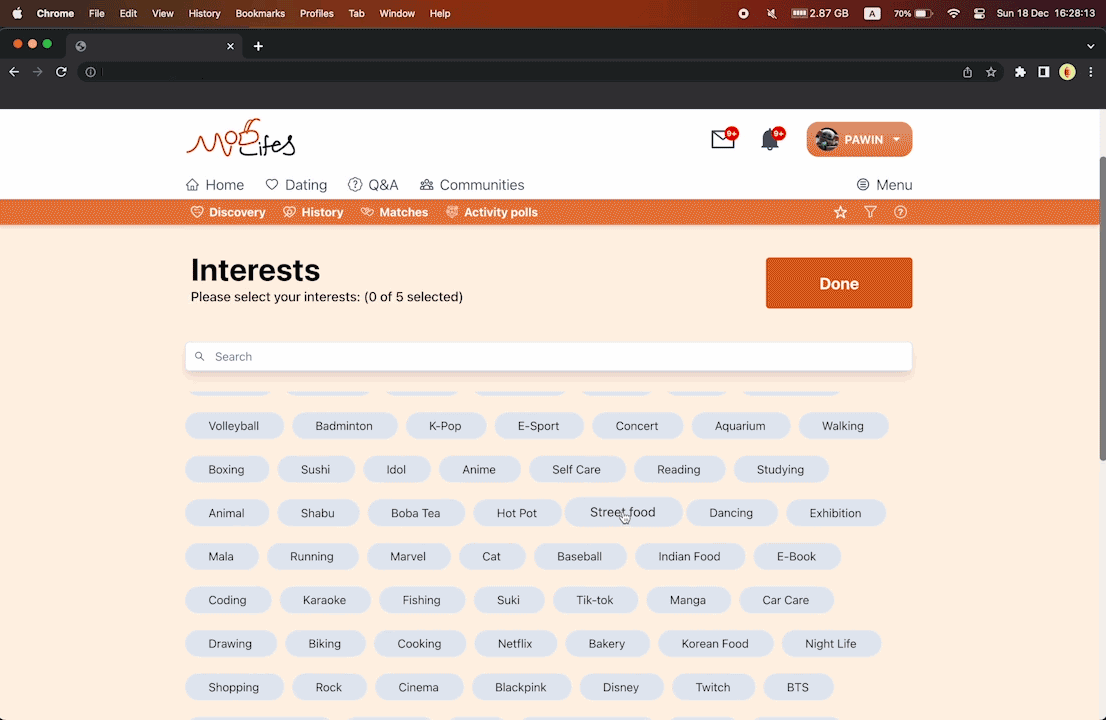 Chrome File Edit View History Bookmarks Profiles Tab Window Help 2.87 GB A 70% Sun 18 Dec 16:28:13
MobLifes 9+ 9+ PAWIN
Home Dating Q&A Communities Menu
Discovery History Matches Activity polls
Interests
Please select your interests: (0 of 5 selected)
Done
Search
Volleyball Badminton K-Pop E-Sport Concert Aquarium Walking
Boxing Sushi Idol Anime Self Care Reading Studying
Animal Shabu Boba Tea Hot Pot Street food Dancing Exhibition
Mala Running Marvel Cat Baseball Indian Food E-Book
Coding Karaoke Fishing Suki Tik-tok Manga Car Care
Drawing Biking Cooking Netflix Bakery Korean Food Night Life
Shopping Rock Cinema Blackpink Disney Twitch BTS